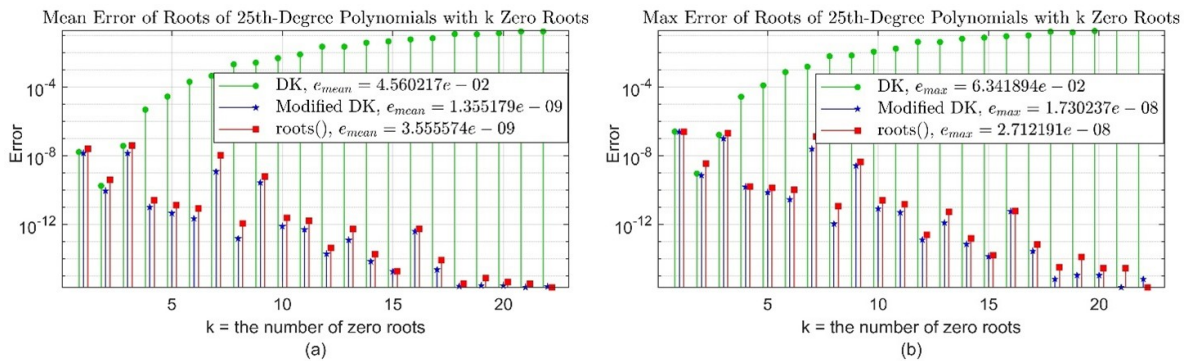 Mean Error of Roots of 25th-Degree Polynomials with k Zero Roots
DK, e_mean = 4.560217e − 02
Modified DK, e_mean = 1.355179e − 09
roots(), e_mean = 3.555574e − 09
Error
10^-4
10^-8
10^-12
5 10 15 20
k = the number of zero roots
(a)
Max Error of Roots of 25th-Degree Polynomials with k Zero Roots
DK, e_max = 6.341894e − 02
Modified DK, e_max = 1.730237e − 08
roots(), e_max = 2.712191e − 08
Error
10^-4
10^-8
10^-12
5 10 15 20
k = the number of zero roots
(b)